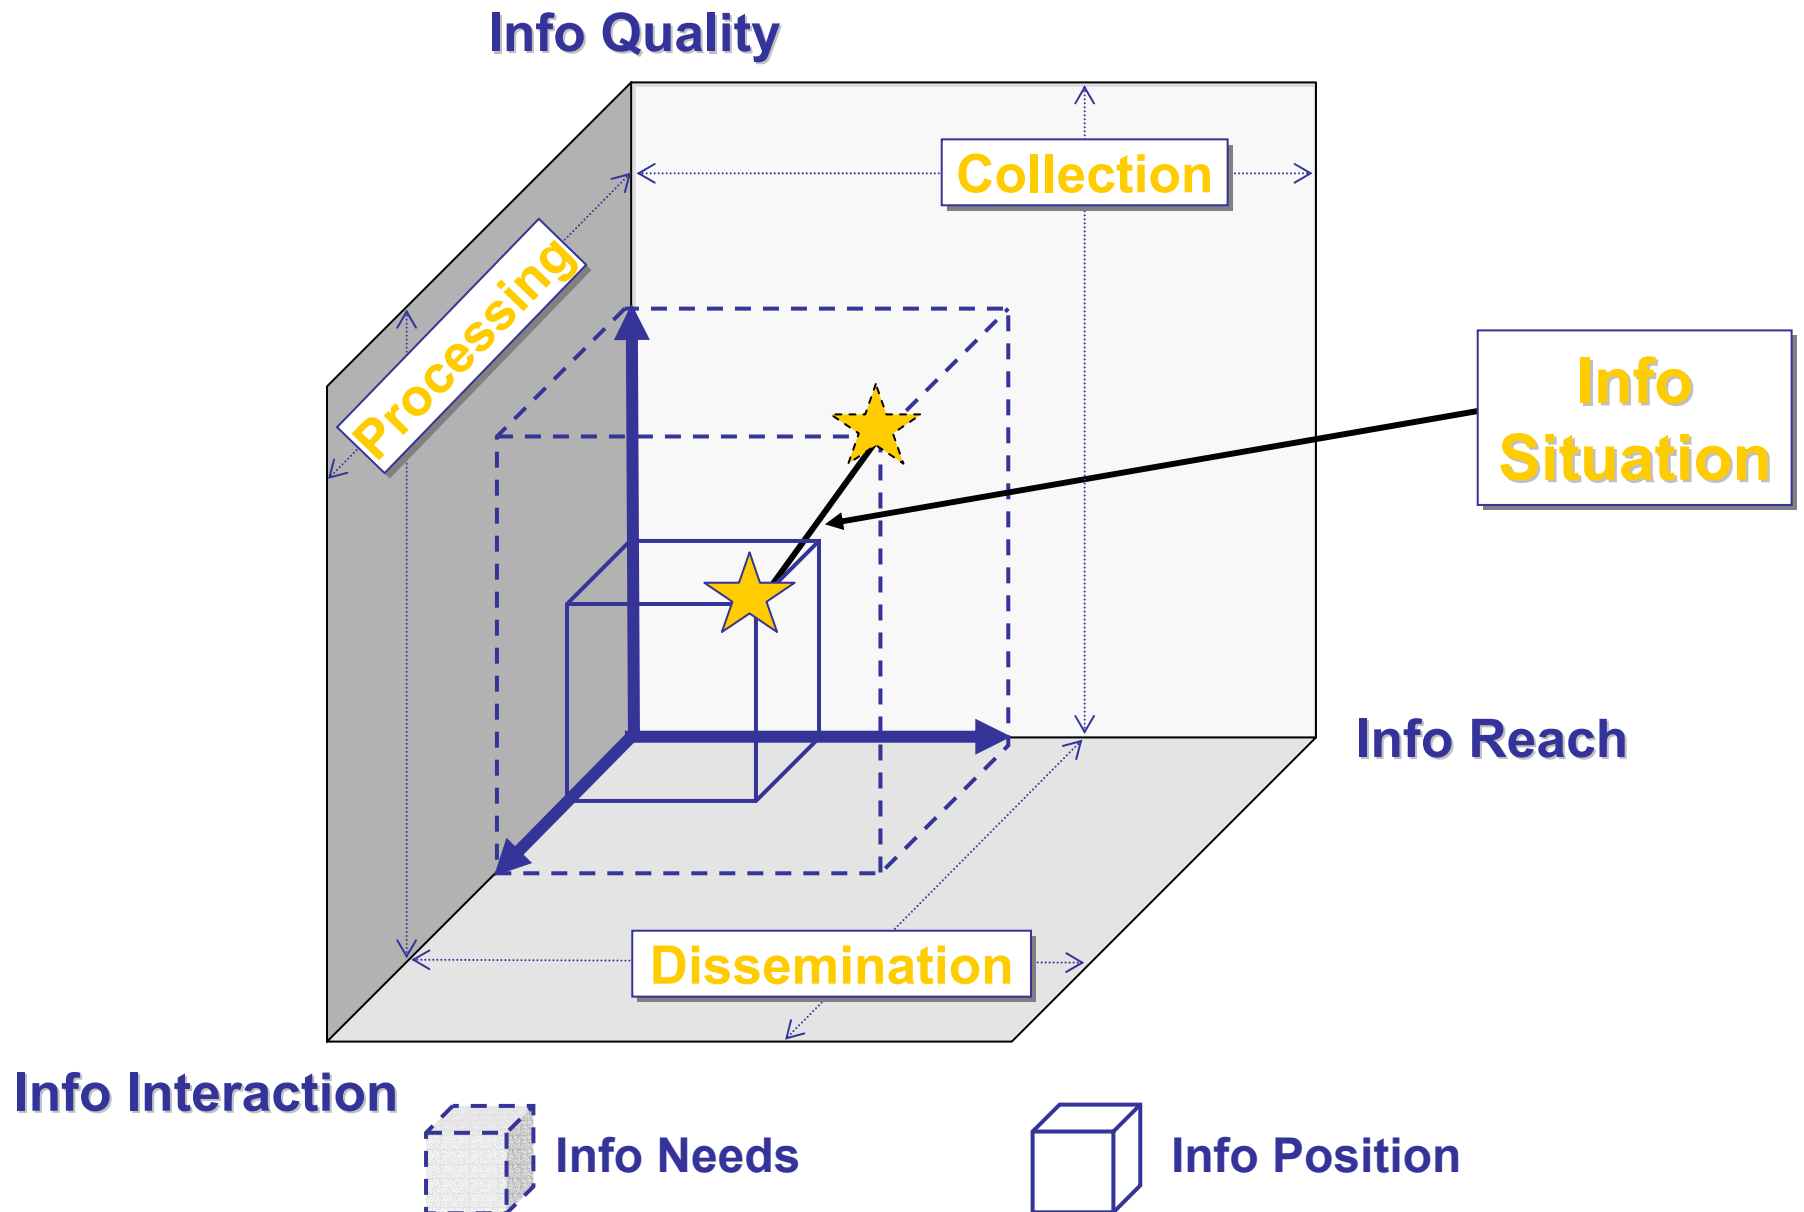 Info Quality
Collection
Processing
Info
Situation
Info Reach
Dissemination
Info Interaction
Info Needs
Info Position